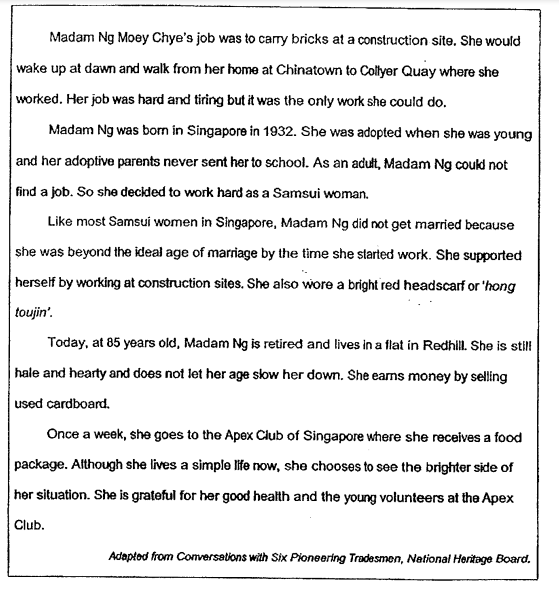 Madam Ng Moey Chye's job was to carry bricks at a construction site. She would
wake up at dawn and walk from her home at Chinatown to Collyer Quay where she
worked. Her job was hard and tiring but it was the only work she could do.
Madam Ng was born in Singapore in 1932. She was adopted when she was young
and her adoptive parents never sent her to school. As an adult, Madam Ng could not
find a job. So she decided to work hard as a Samsui woman.
Like most Samsui women in Singapore, Madam Ng did not get married because
she was beyond the ideal age of marriage by the time she started work. She supported
herself by working at construction sites. She also wore a bright red headscarf or 'hong
toujin'.
Today, at 85 years old, Madam Ng is retired and lives in a flat in Redhill. She is still
hale and hearty and does not let her age slow her down. She earns money by selling
used cardboard.
Once a week, she goes to the Apex Club of Singapore where she receives a food
package. Although she lives a simple life now, she chooses to see the brighter side of
her situation. She is grateful for her good health and the young volunteers at the Apex
Club.
Adapted from Conversations with Six Pioneering Tradesmen, National Heritage Board.